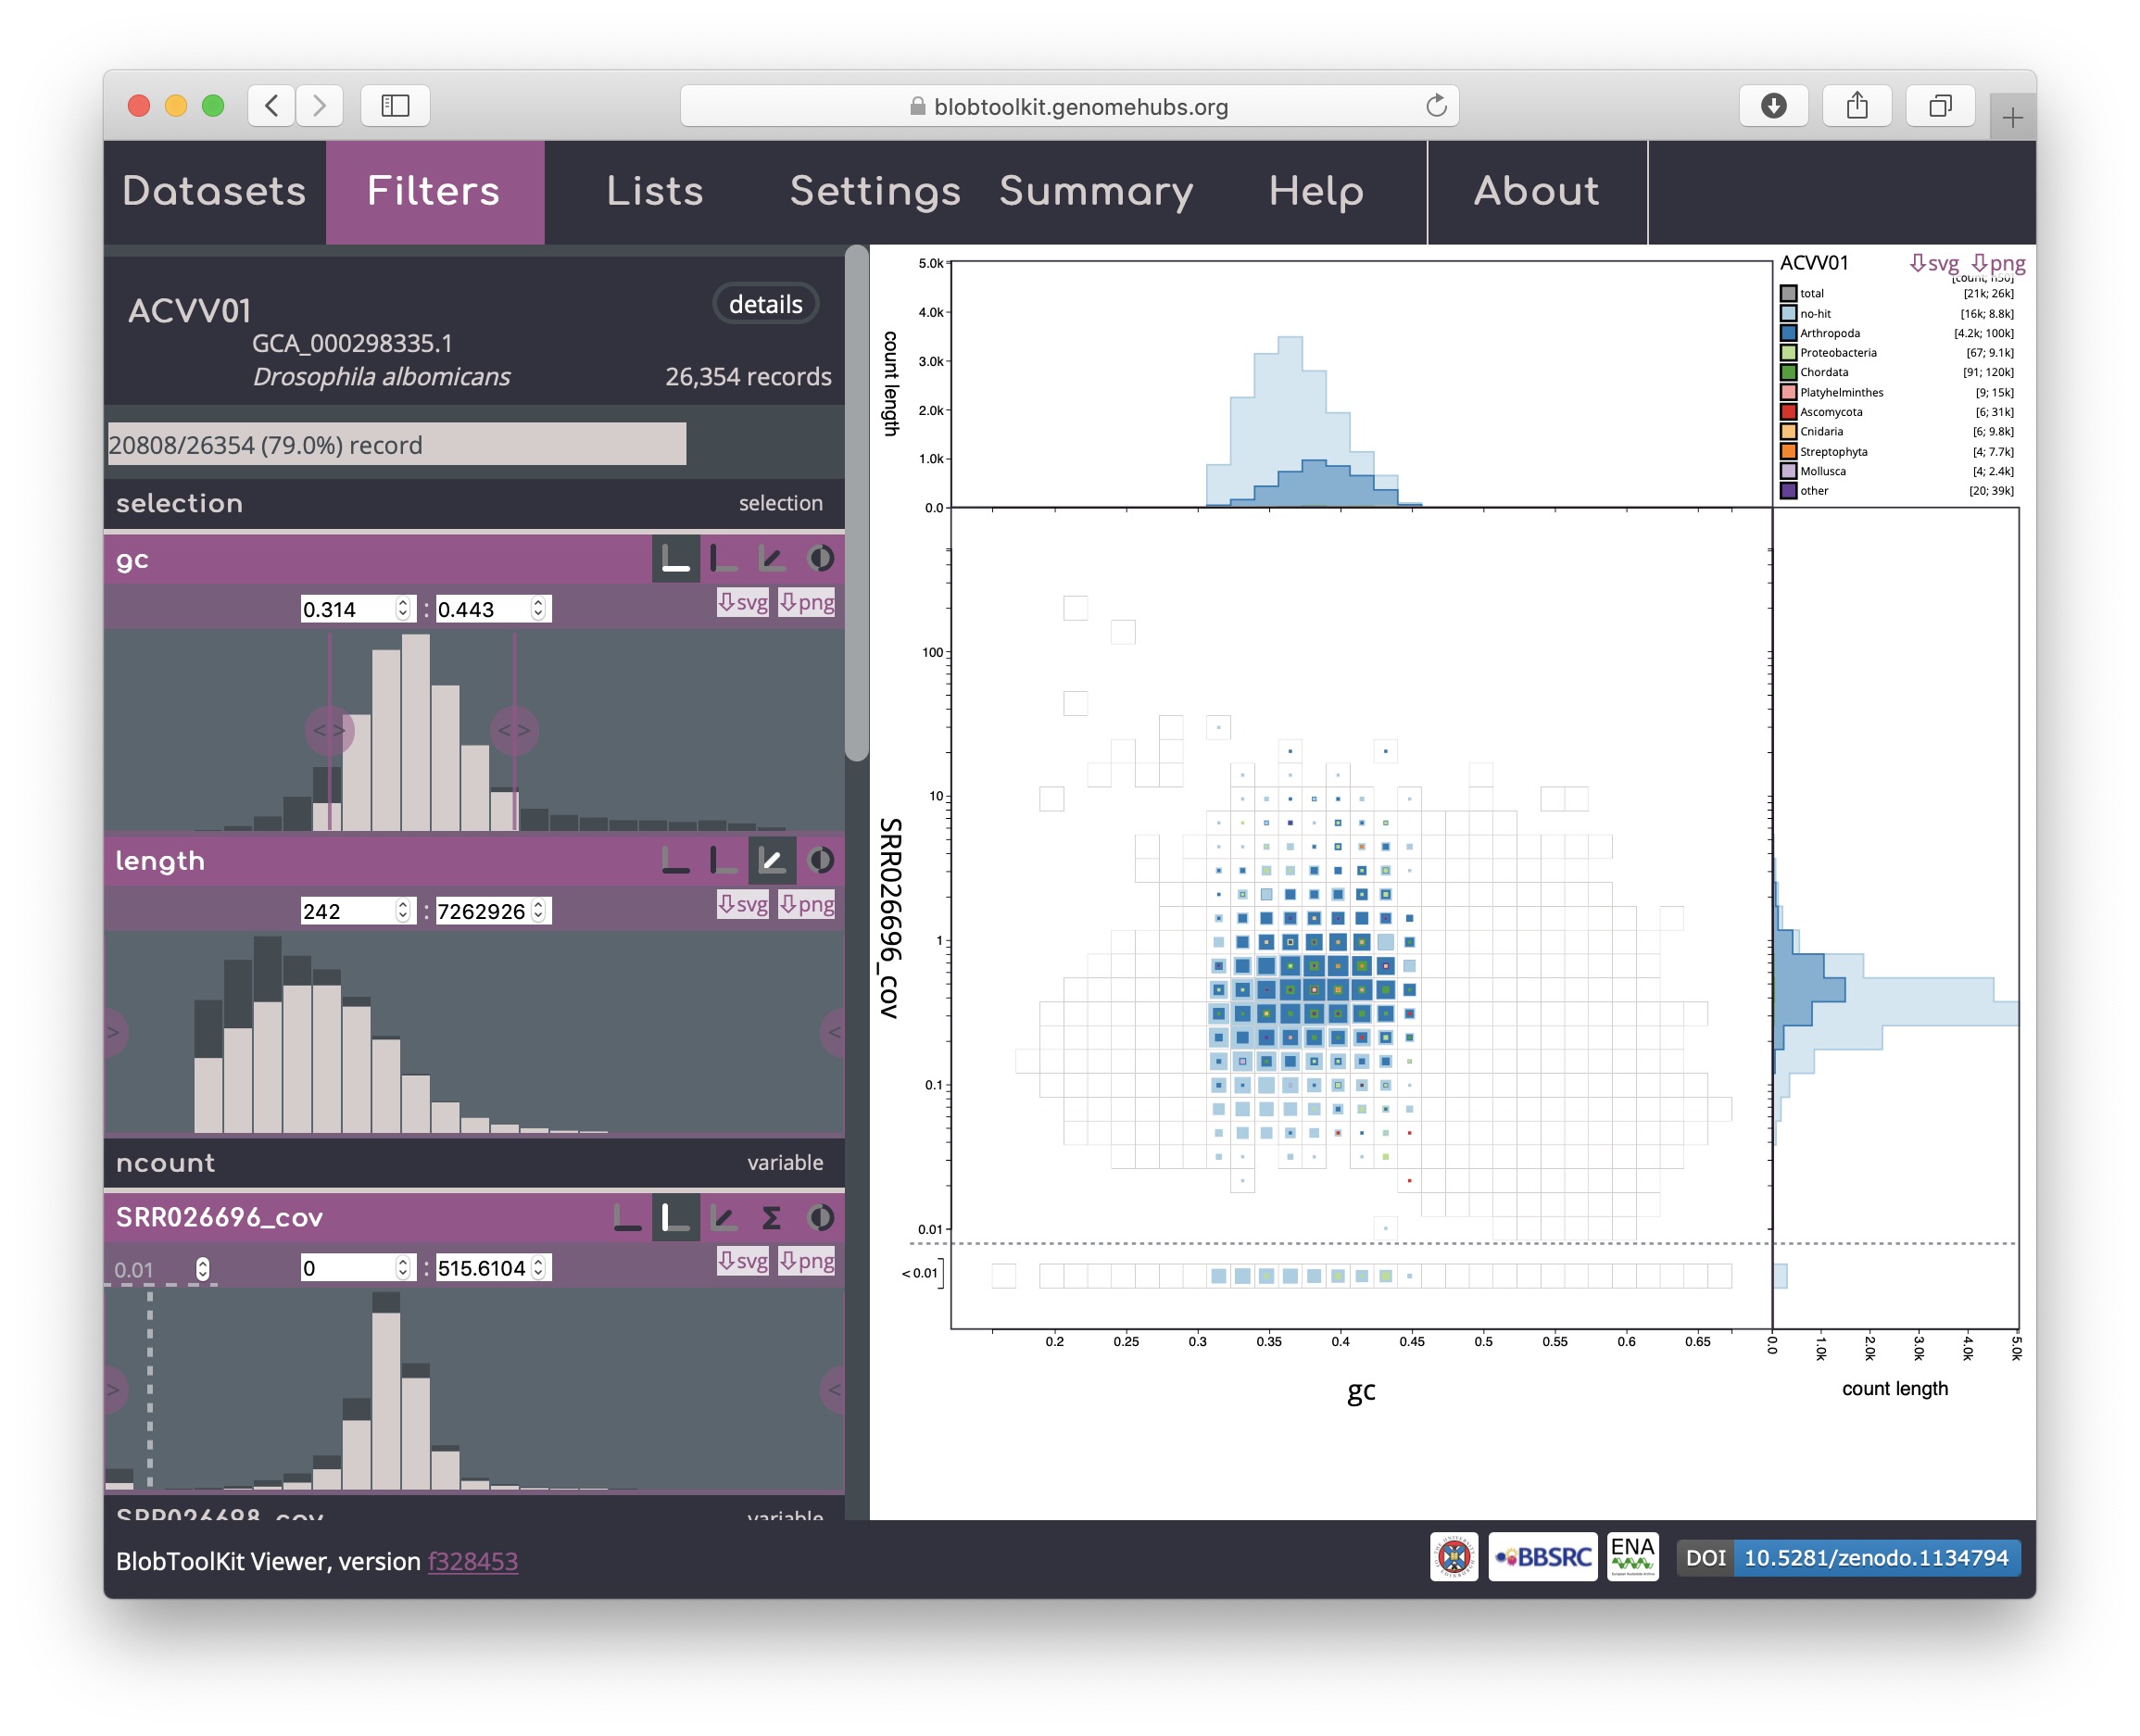 blobtoolkit.genomehubs.org
Datasets Filters Lists Settings Summary Help About
ACVV01
details
GCA_000298335.1
Drosophila albomicans 26,354 records
20808/26354 (79.0%) record
selection selection
gc
0.314 : 0.443 svg png
length
242 : 7262926 svg png
ncount variable
SRR026696_cov Σ
0.01 0 : 515.6104 svg png
SRR026698_cov variable
5.0k
4.0k
3.0k
2.0k
1.0k
0.0
count length
ACVV01 svg png
[count; n50]
total [21k; 26k]
no-hit [16k; 8.8k]
Arthropoda [4.2k; 100k]
Proteobacteria [67; 9.1k]
Chordata [91; 120k]
Platyhelminthes [9; 15k]
Ascomycota [6; 31k]
Cnidaria [6; 9.8k]
Streptophyta [4; 7.7k]
Mollusca [4; 2.4k]
other [20; 39k]
100
10
1
0.1
0.01
< 0.01
SRR026696_cov
0.2 0.25 0.3 0.35 0.4 0.45 0.5 0.55 0.6 0.65
gc
0.0 1.0k 2.0k 3.0k 4.0k 5.0k
count length
BlobToolKit Viewer, version f328453
BBSRC
ENA
DOI 10.5281/zenodo.1134794